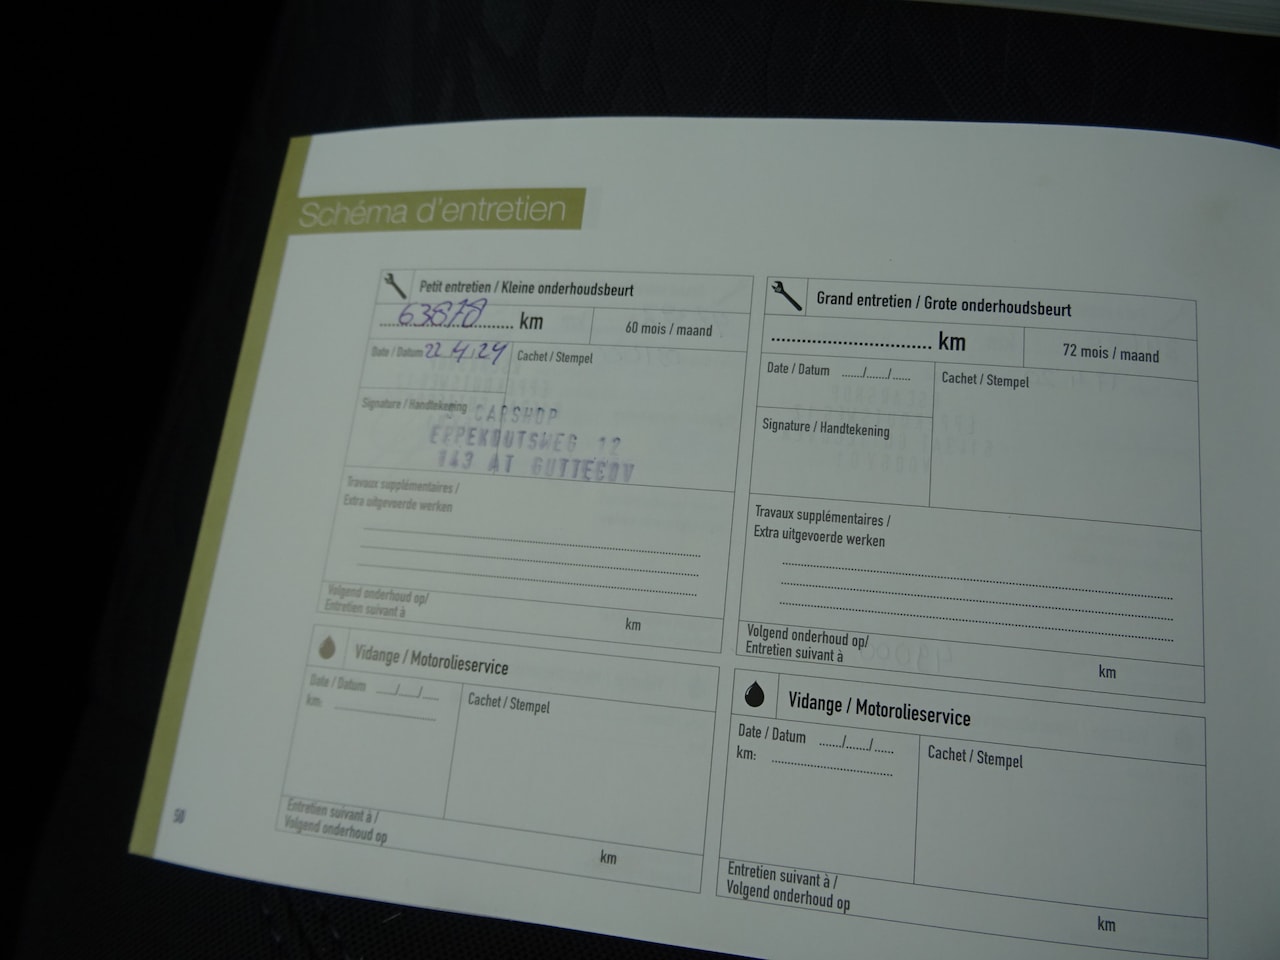 Schéma d'entretien
Petit entretien / Kleine onderhoudsbeurt
63878 km
60 mois / maand
Date / Datum 22/4/24
Cachet / Stempel
Signature / Handtekening
CARSHOP
12
143 AT GUTTECOV
Travaux supplémentaires /
Extra uitgevoerde werken
Volgend onderhoud op/
Entretien suivant à
km
Vidange / Motorolieservice
Date / Datum ....../....../......
km:
Cachet / Stempel
Entretien suivant à /
Volgend onderhoud op
km
Grand entretien / Grote onderhoudsbeurt
km
72 mois / maand
Date / Datum ....../....../......
Cachet / Stempel
Signature / Handtekening
Travaux supplémentaires /
Extra uitgevoerde werken
Volgend onderhoud op/
Entretien suivant à
km
Vidange / Motorolieservice
Date / Datum ....../....../......
km:
Cachet / Stempel
Entretien suivant à /
Volgend onderhoud op
km